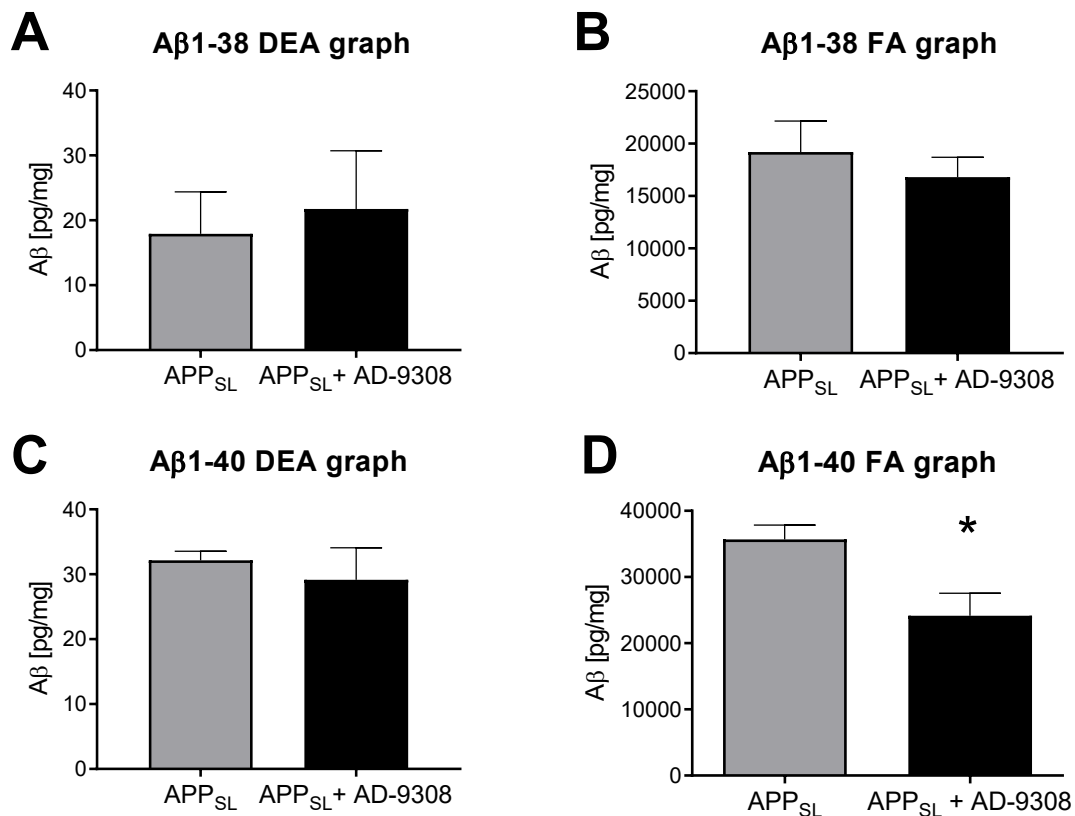 A
Aβ1-38 DEA graph
40
30
20
10
0
Aβ [pg/mg]
APPSL
APPSL+ AD-9308
B
Aβ1-38 FA graph
25000
20000
15000
10000
5000
0
Aβ [pg/mg]
APPSL
APPSL+ AD-9308
C
Aβ1-40 DEA graph
40
30
20
10
0
Aβ [pg/mg]
APPSL
APPSL+ AD-9308
D
Aβ1-40 FA graph
40000
30000
20000
10000
0
Aβ [pg/mg]
*
APPSL
APPSL + AD-9308